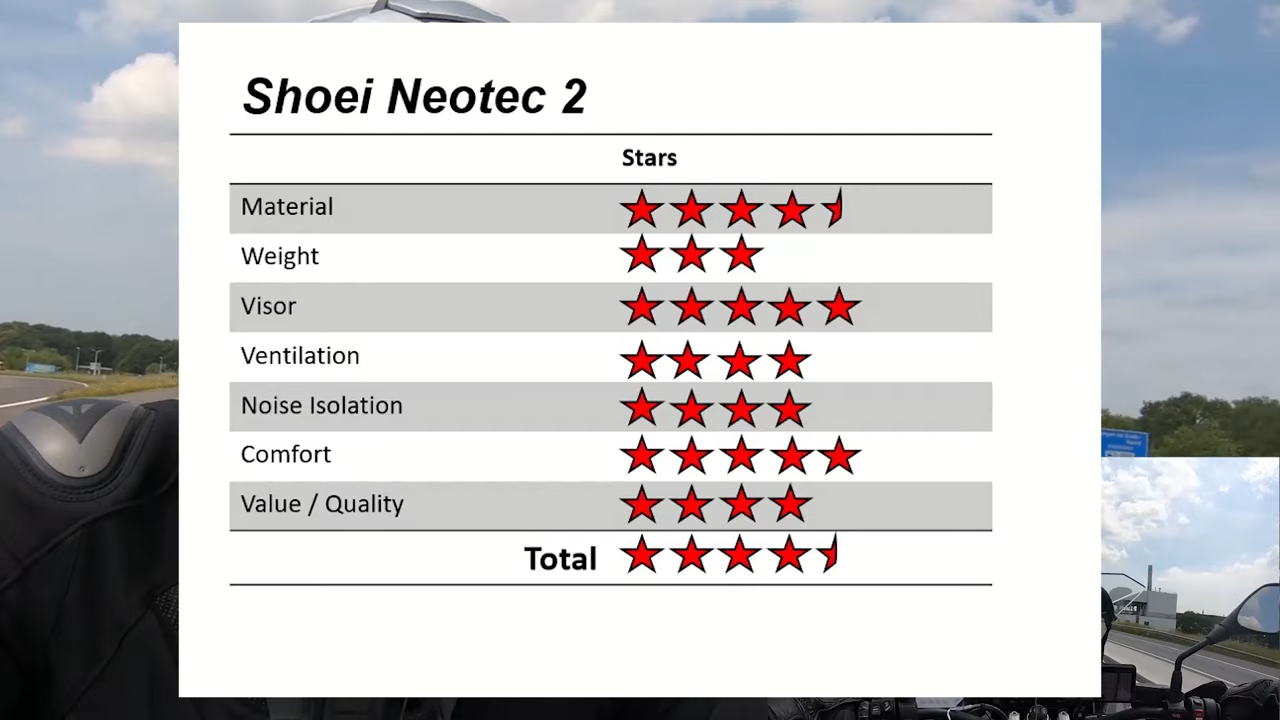 Shoei Neotec 2
Stars
Material
Weight
Visor
Ventilation
Noise Isolation
Comfort
Value / Quality
Total